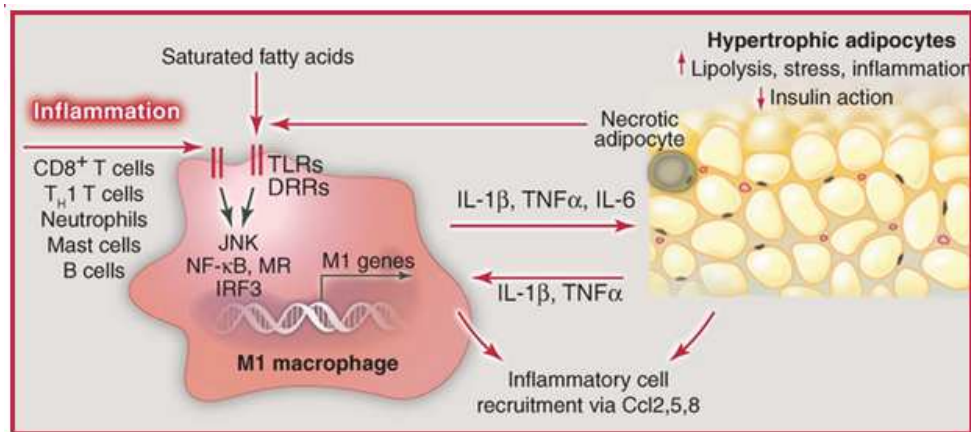 Saturated fatty acids
Inflammation
CD8+ T cells
TH1 T cells
Neutrophils
Mast cells
B cells
TLRs
DRRs
JNK
NF-κB, MR
IRF3
M1 genes
M1 macrophage
IL-1β, TNFα, IL-6
IL-1β, TNFα
Inflammatory cell
recruitment via Ccl2,5,8
Necrotic
adipocyte
Hypertrophic adipocytes
Lipolysis, stress, inflammation
Insulin action